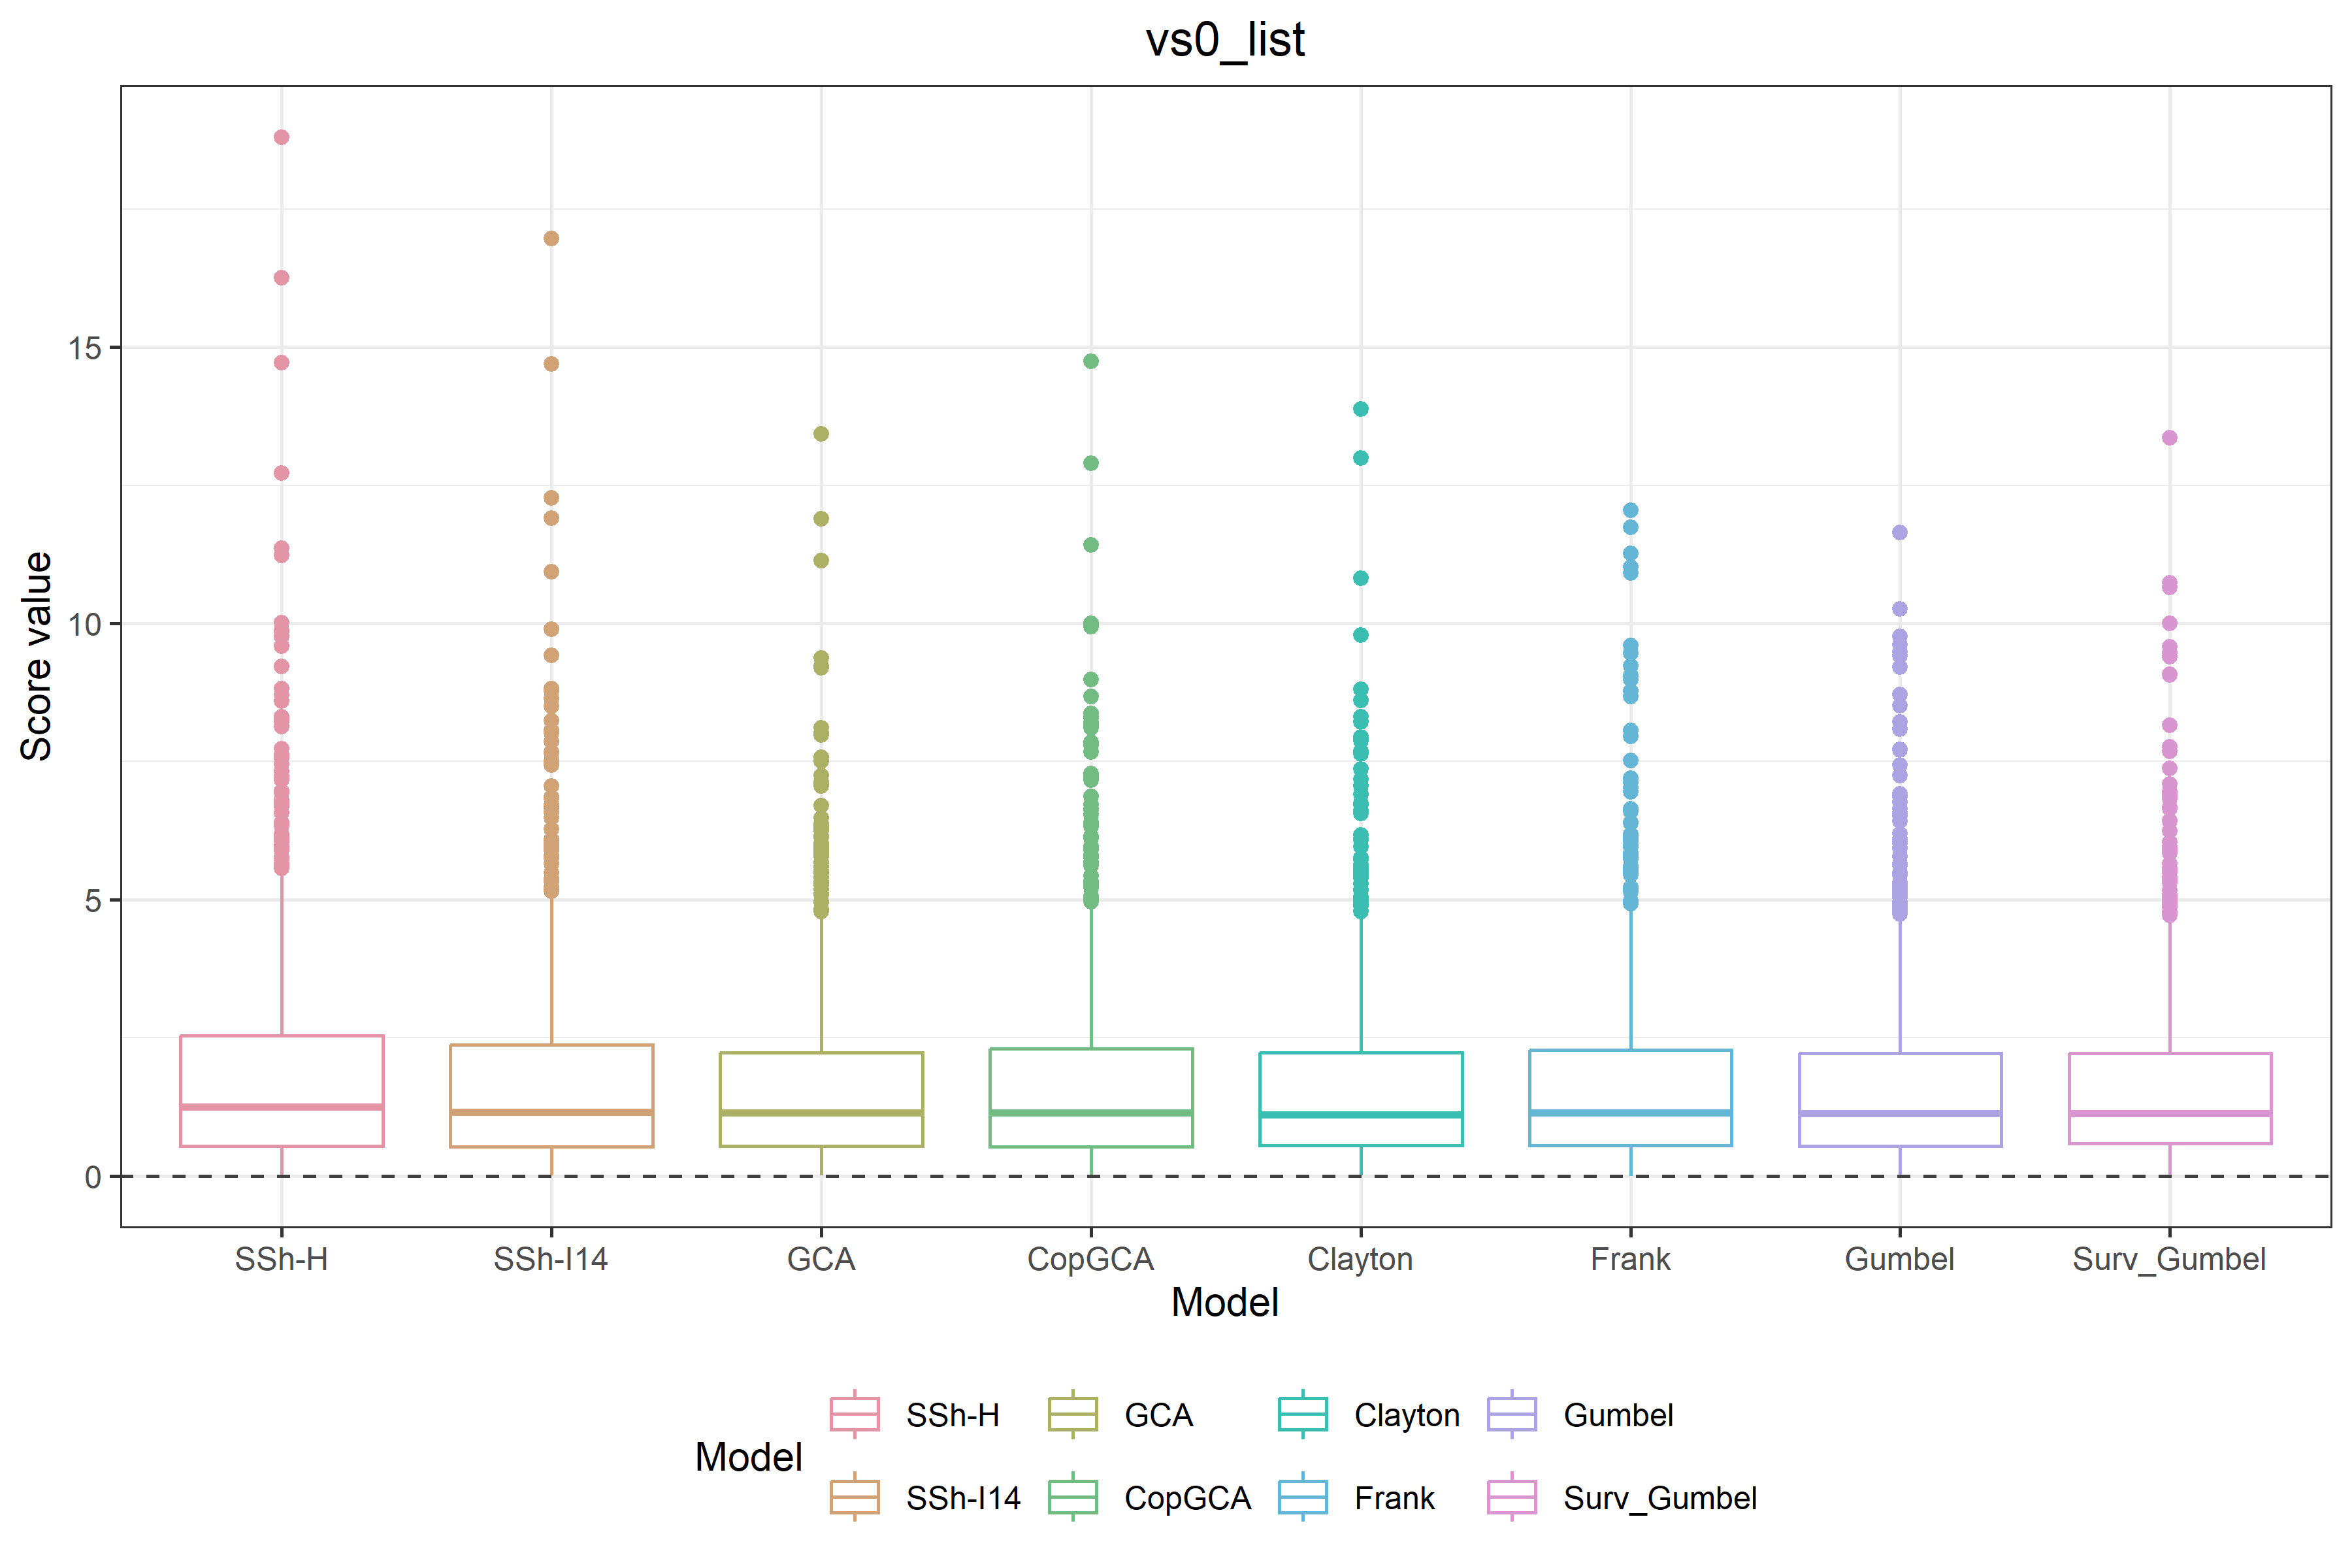 vs0_list
Score value
15
10
5
0
SSh-H SSh-I14 GCA CopGCA Clayton Frank Gumbel Surv_Gumbel
Model
Model
SSh-H GCA Clayton Gumbel
SSh-I14 CopGCA Frank Surv_Gumbel